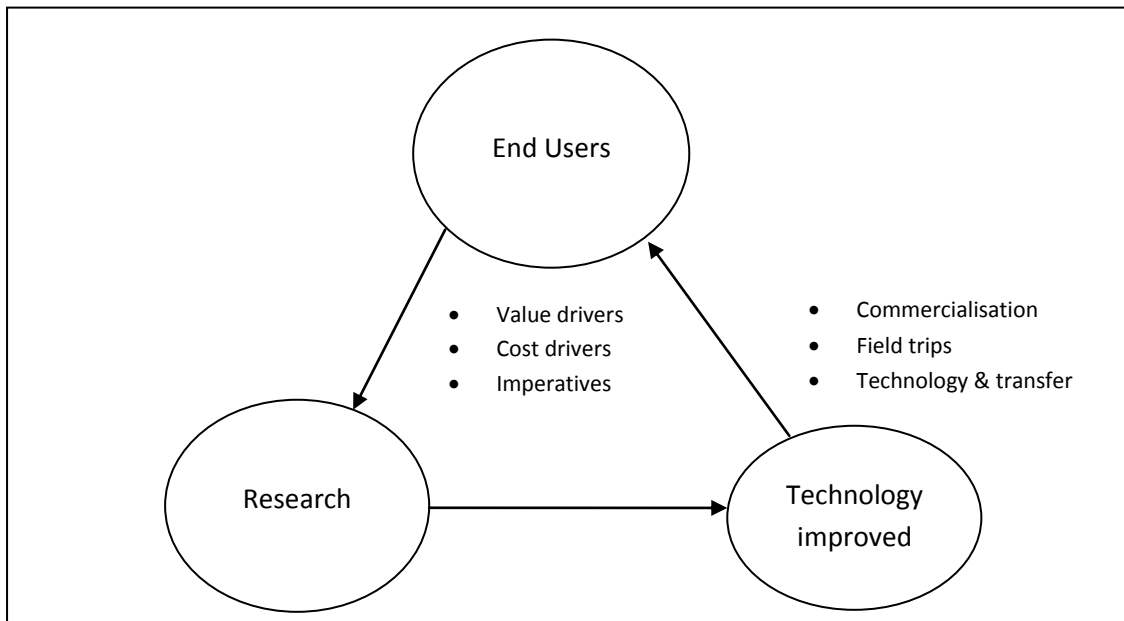 End Users
• Value drivers
• Cost drivers
• Imperatives
• Commercialisation
• Field trips
• Technology & transfer
Research
Technology
improved